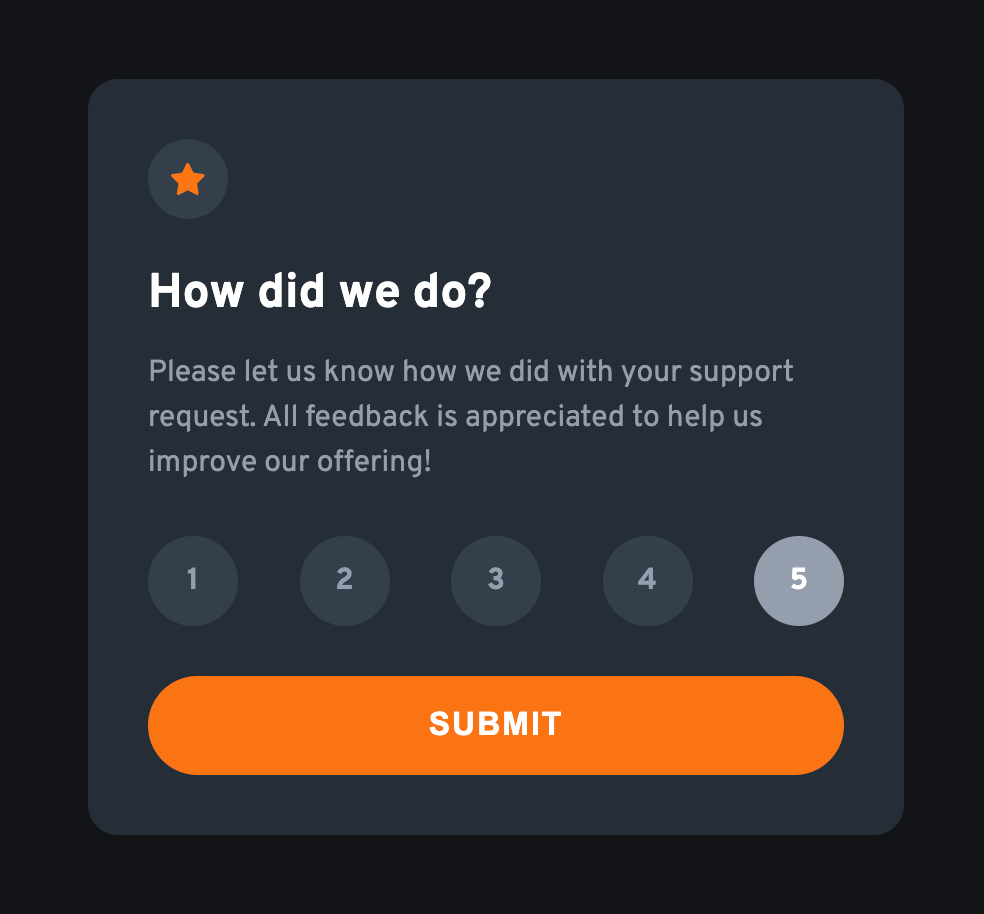 How did we do?
Please let us know how we did with your support
request. All feedback is appreciated to help us
improve our offering!
1 2 3 4 5
SUBMIT